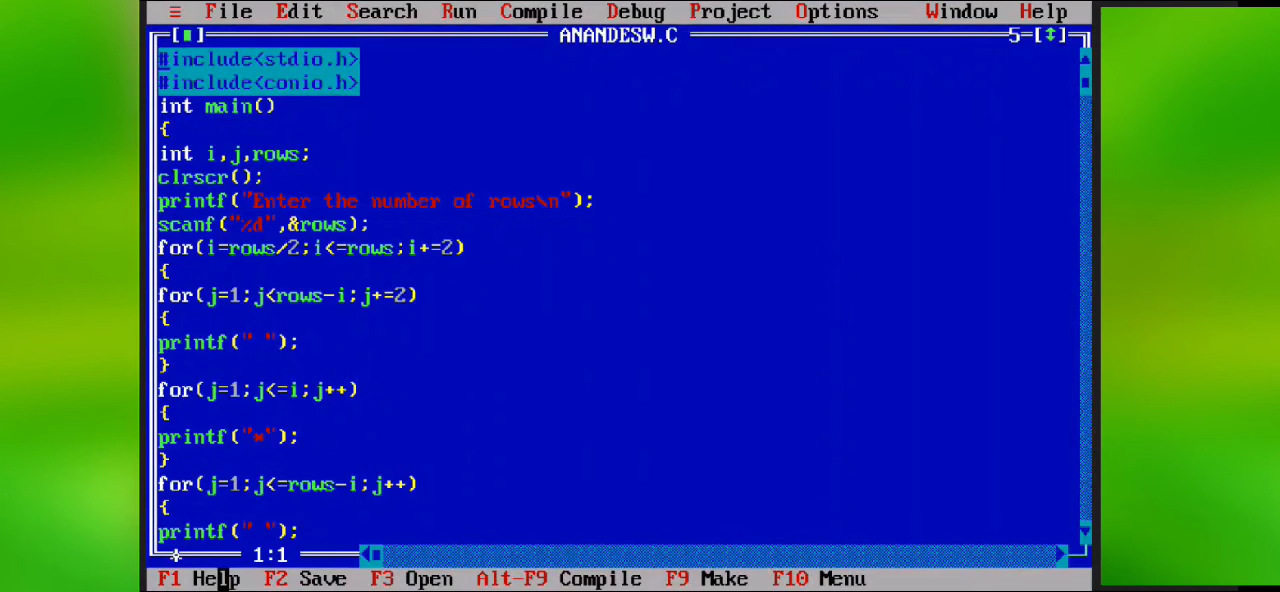 ≡ File Edit Search Run Compile Debug Project Options Window Help
ANANDESW.C 5
#include<stdio.h>
#include<conio.h>
int main()
{
int i,j,rows;
clrscr();
printf("Enter the number of rows\n");
scanf("%d",&rows);
for(i=rows/2;i<=rows;i+=2)
{
for(j=1;j<rows-i;j+=2)
{
printf(" ");
}
for(j=1;j<=i;j++)
{
printf("*");
}
for(j=1;j<=rows-i;j++)
{
printf(" ");
1:1
F1 Help F2 Save F3 Open Alt-F9 Compile F9 Make F10 Menu